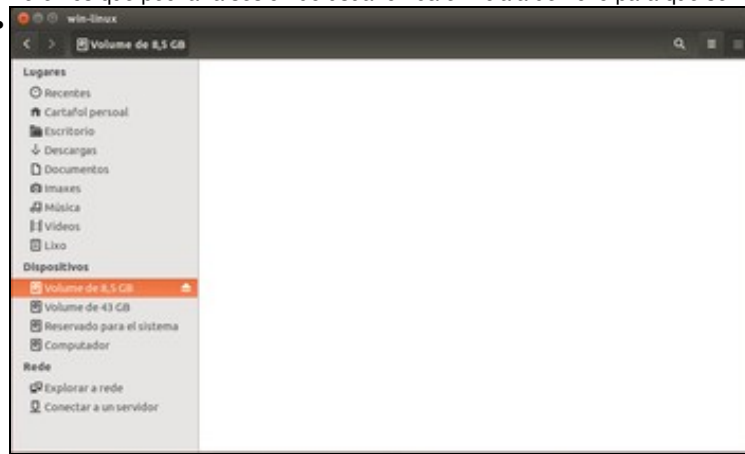 win-linux
Volume de 8,5 GB
Lugares
Recentes
Cartafol persoal
Escritorio
Descargas
Documentos
Imaxes
Música
Vídeos
Lixo
Dispositivos
Volume de 8,5 GB
Volume de 43 GB
Reservado para el sistema
Computador
Rede
Explorar a rede
Conectar a un servidor